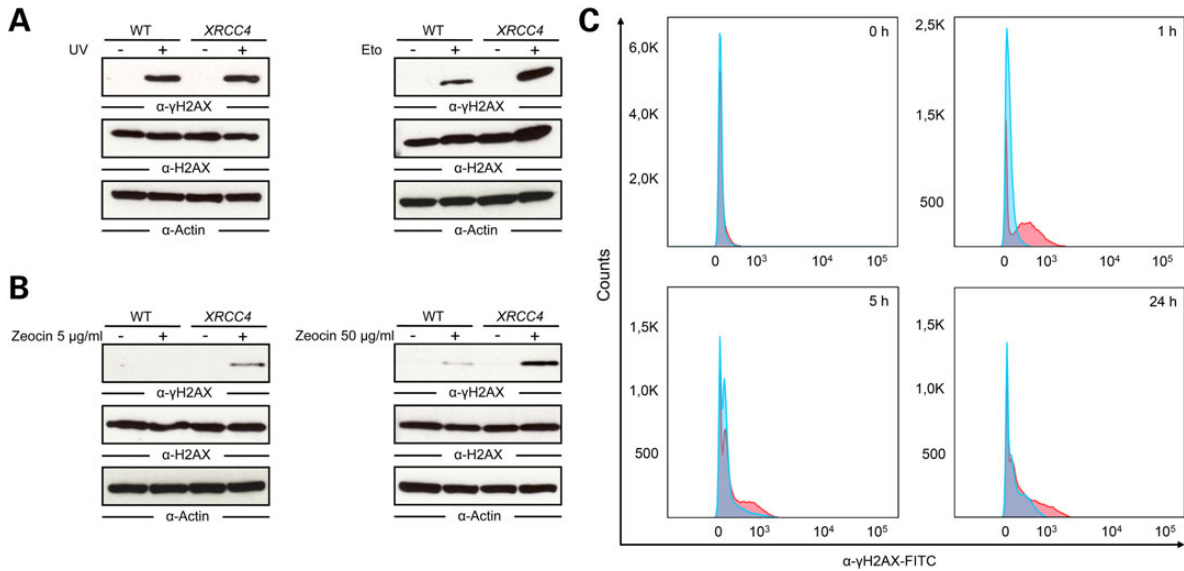 A
WT XRCC4
UV - + - +
α-γH2AX
α-H2AX
α-Actin
WT XRCC4
Eto - + - +
α-γH2AX
α-H2AX
α-Actin
B
WT XRCC4
Zeocin 5 μg/ml - + - +
α-γH2AX
α-H2AX
α-Actin
WT XRCC4
Zeocin 50 μg/ml - + - +
α-γH2AX
α-H2AX
α-Actin
C
Counts
0 h
6,0K
4,0K
2,0K
0 10³ 10⁴ 10⁵
1 h
2,5K
1,5K
500
0 10³ 10⁴ 10⁵
5 h
1,5K
1,0K
500
0 10³ 10⁴ 10⁵
24 h
1,5K
1,0K
500
0 10³ 10⁴ 10⁵
α-γH2AX-FITC